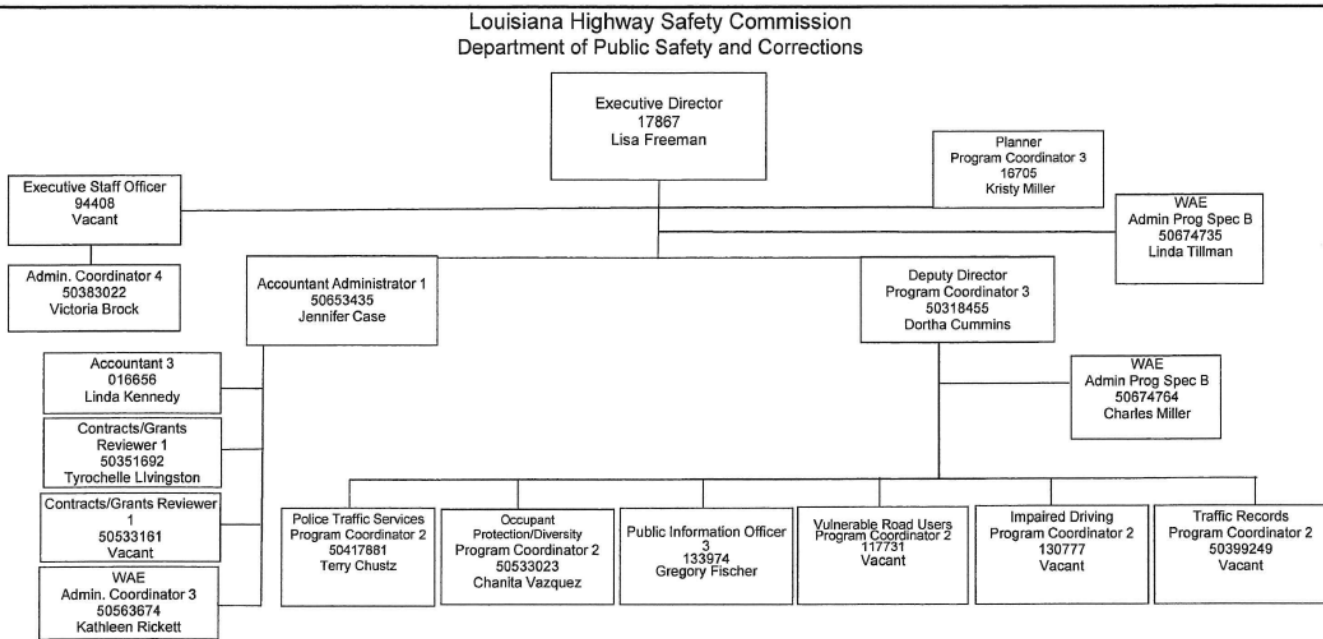 Louisiana Highway Safety Commission
Department of Public Safety and Corrections
Executive Director
17867
Lisa Freeman
Planner
Program Coordinator 3
16705
Kristy Miller
Executive Staff Officer
94408
Vacant
WAE
Admin Prog Spec B
50674735
Linda Tillman
Admin. Coordinator 4
50383022
Victoria Brock
Accountant Administrator 1
50653435
Jennifer Case
Deputy Director
Program Coordinator 3
50318455
Dortha Cummins
Accountant 3
016656
Linda Kennedy
WAE
Admin Prog Spec B
50674764
Charles Miller
Contracts/Grants
Reviewer 1
50351692
Tyrochelle LIvingston
Contracts/Grants Reviewer
1
50533161
Vacant
WAE
Admin. Coordinator 3
50563674
Kathleen Rickett
Police Traffic Services
Program Coordinator 2
50417881
Terry Chustz
Occupant
Protection/Diversity
Program Coordinator 2
50533023
Chanita Vazquez
Public Information Officer
3
133974
Gregory Fischer
Vulnerable Road Users
Program Coordinator 2
117731
Vacant
Impaired Driving
Program Coordinator 2
130777
Vacant
Traffic Records
Program Coordinator 2
50399249
Vacant